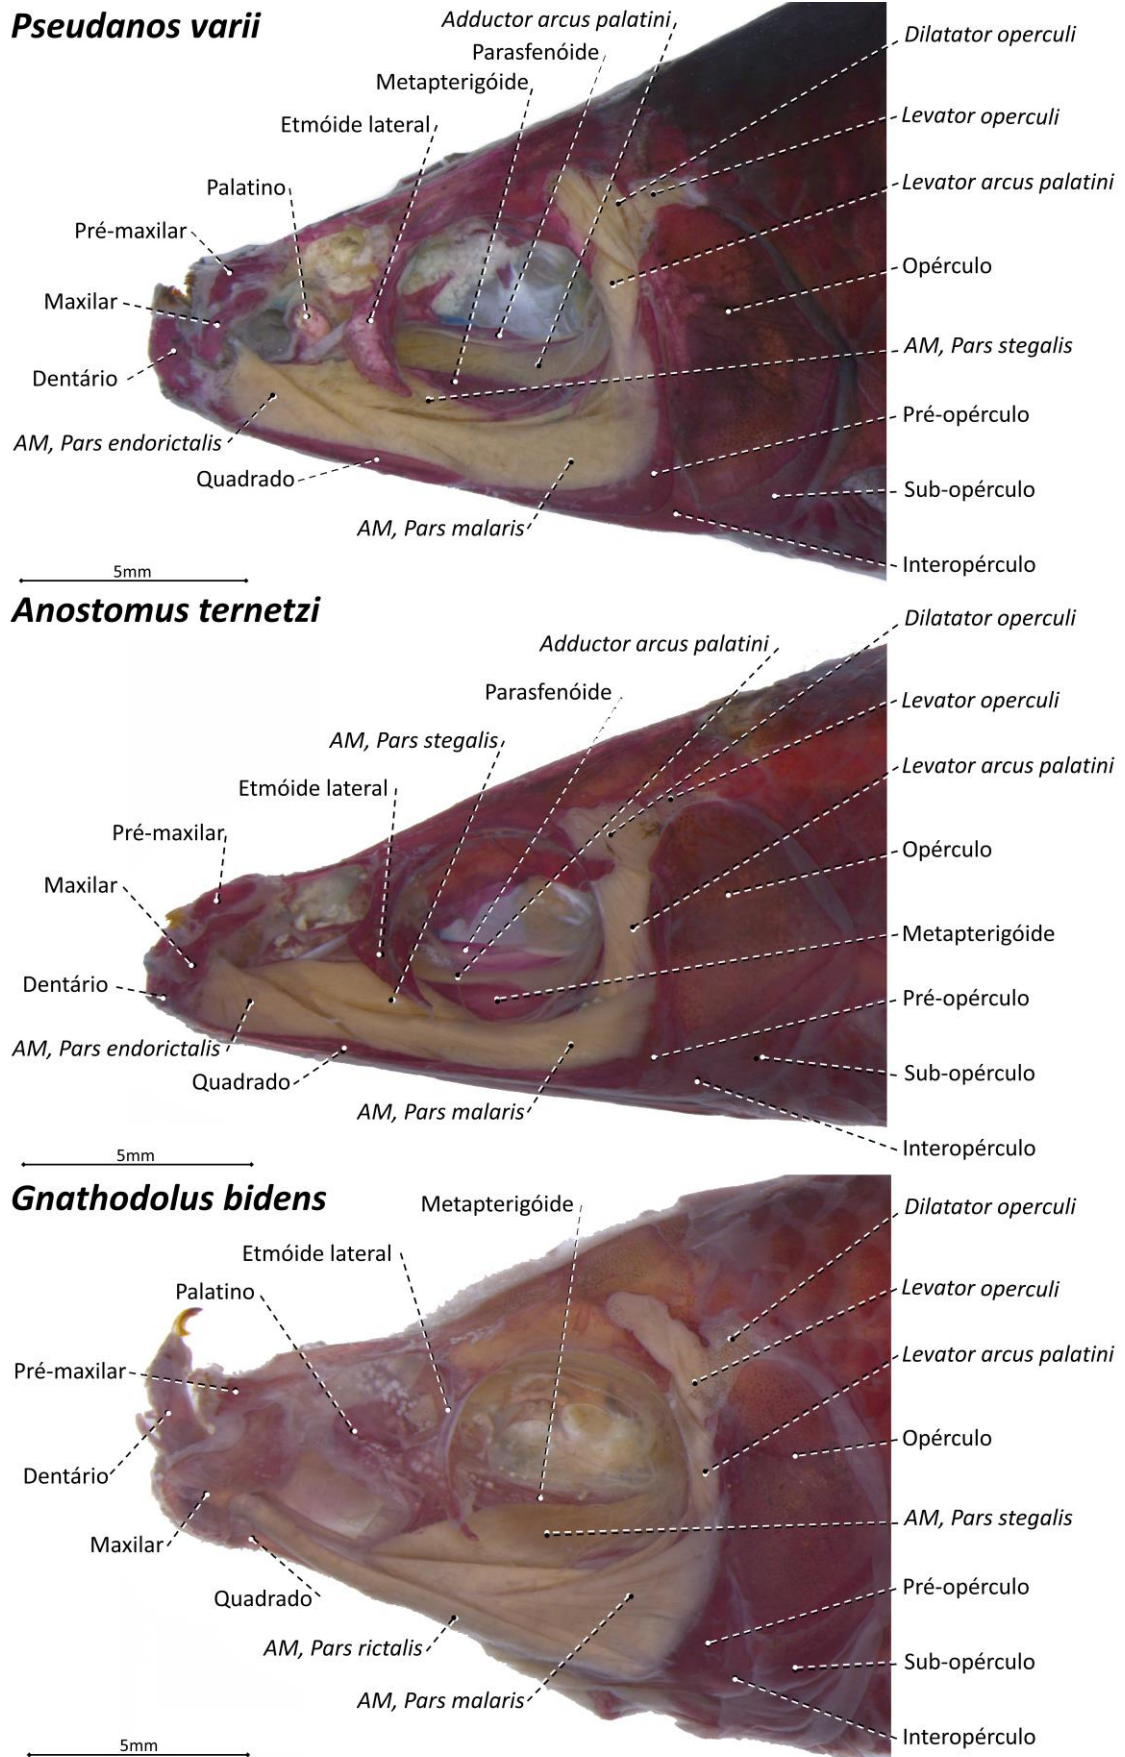 Pseudanos varii
Adductor arcus palatini
Parasfenóide
Metapterigóide
Etmóide lateral
Palatino
Pré-maxilar
Maxilar
Dentário
AM, Pars endorictalis
Quadrado
AM, Pars malaris
Dilatator operculi
Levator operculi
Levator arcus palatini
Opérculo
AM, Pars stegalis
Pré-opérculo
Sub-opérculo
Interopérculo
5mm
Anostomus ternetzi
Adductor arcus palatini
Parasfenóide
AM, Pars stegalis
Etmóide lateral
Pré-maxilar
Maxilar
Dentário
AM, Pars endorictalis
Quadrado
AM, Pars malaris
Dilatator operculi
Levator operculi
Levator arcus palatini
Opérculo
Metapterigóide
Pré-opérculo
Sub-opérculo
Interopérculo
5mm
Gnathodolus bidens
Metapterigóide
Etmóide lateral
Palatino
Pré-maxilar
Dentário
Maxilar
Quadrado
AM, Pars rictalis
AM, Pars malaris
Dilatator operculi
Levator operculi
Levator arcus palatini
Opérculo
AM, Pars stegalis
Pré-opérculo
Sub-opérculo
Interopérculo
5mm